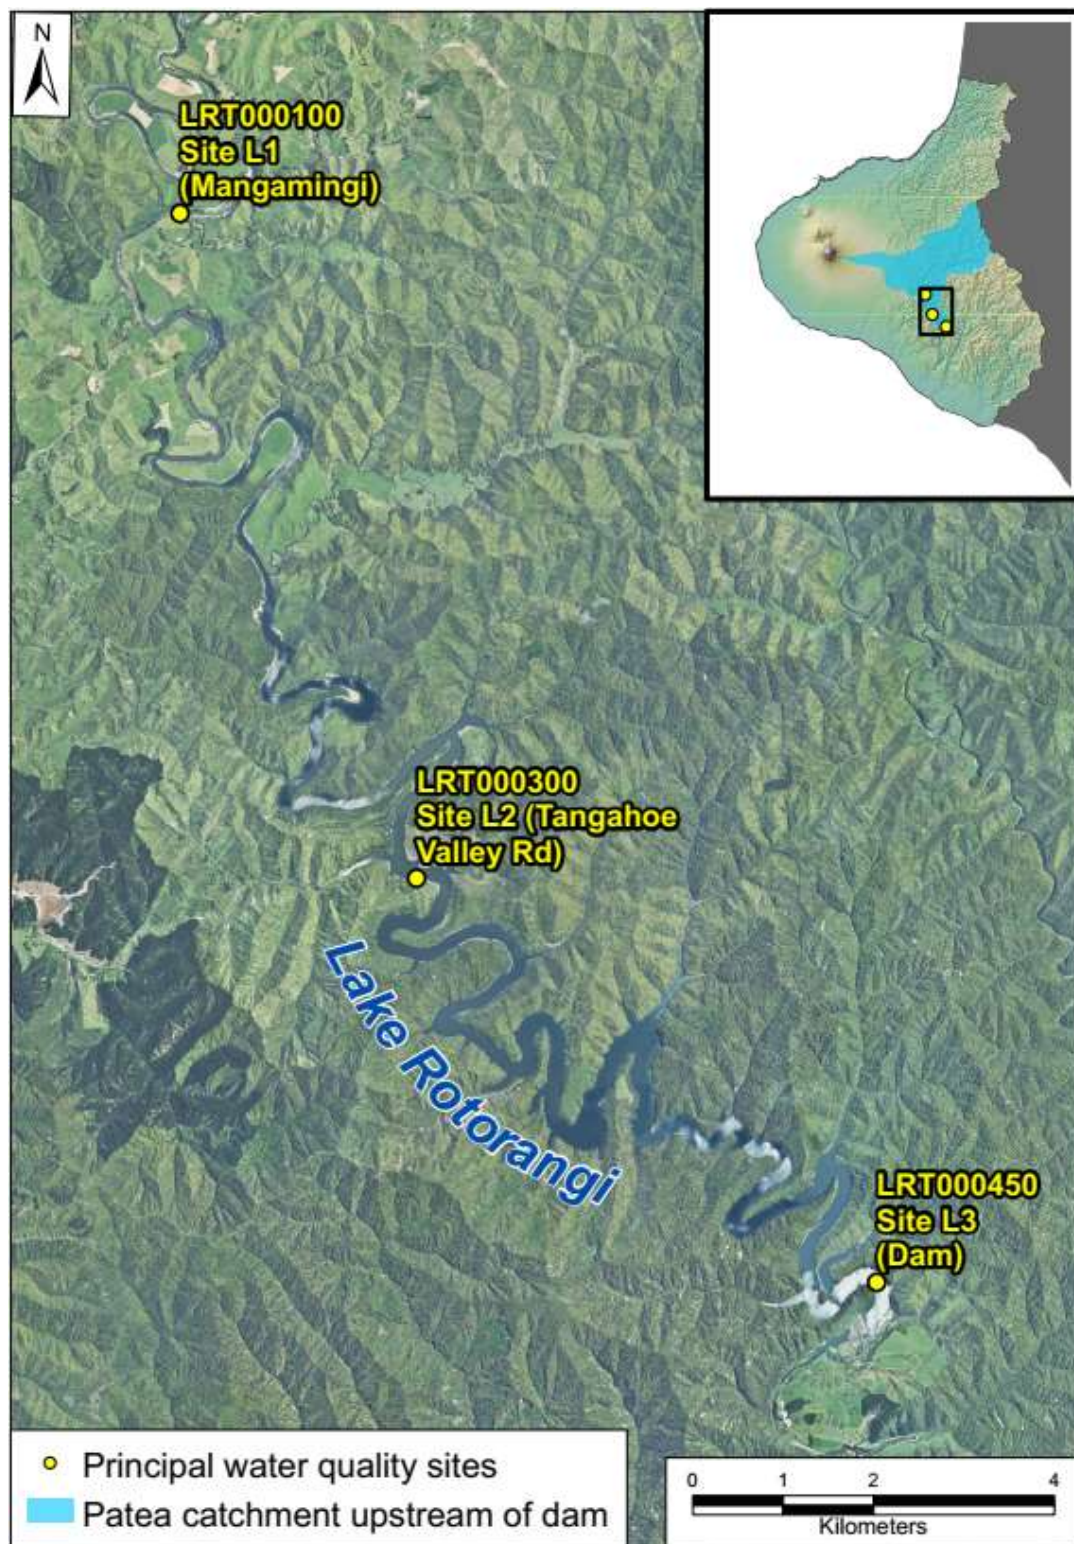 N
LRT000100
Site L1
(Mangamingi)
LRT000300
Site L2 (Tangahoe
Valley Rd)
Lake Rotorangi
LRT000450
Site L3
(Dam)
Principal water quality sites
Patea catchment upstream of dam
0 1 2 4
Kilometers